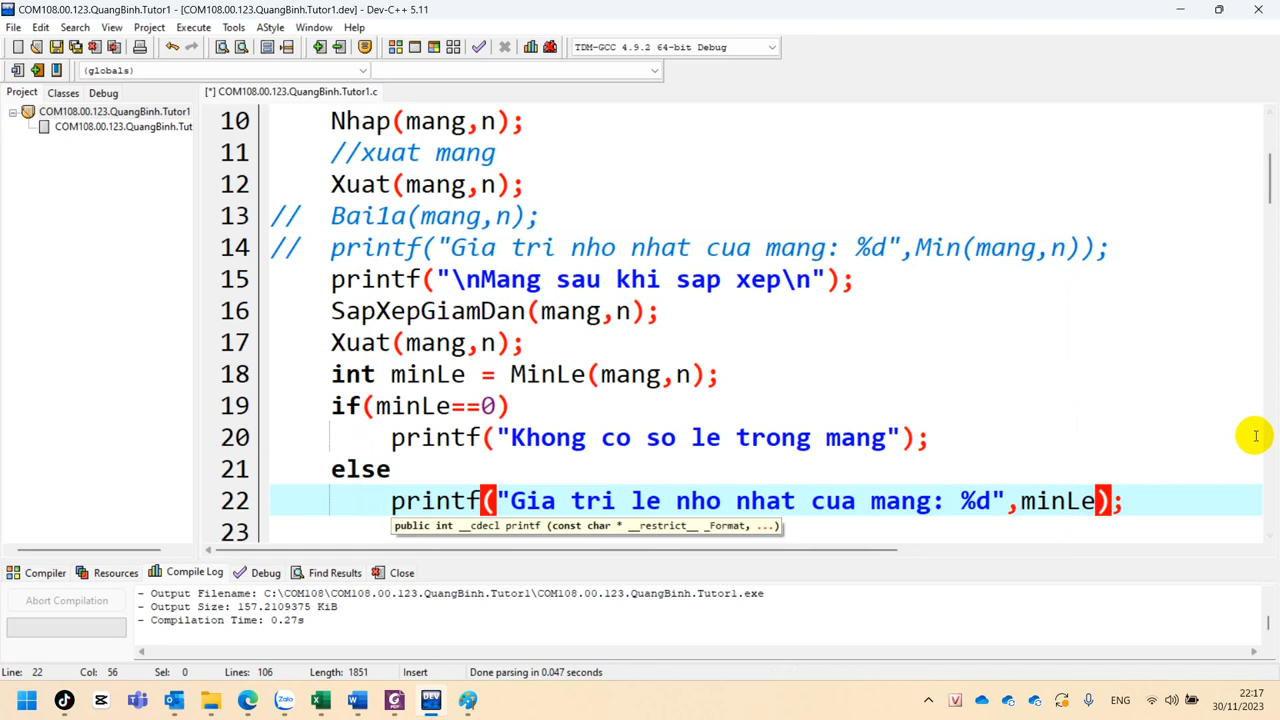 COM108.00.123.QuangBinh.Tutor1 - [COM108.00.123.QuangBinh.Tutor1.dev] - Dev-C++ 5.11
File Edit Search View Project Execute Tools AStyle Window Help
TDM-GCC 4.9.2 64-bit Debug
(globals)
Project Classes Debug
[*] COM108.00.123.QuangBinh.Tutor1.c
COM108.00.123.QuangBinh.Tutor1
COM108.00.123.QuangBinh.Tut
10 Nhap(mang,n);
11 //xuat mang
12 Xuat(mang,n);
13 // Bai1a(mang,n);
14 // printf("Gia tri nho nhat cua mang: %d",Min(mang,n));
15 printf("\nMang sau khi sap xep\n");
16 SapXepGiamDan(mang,n);
17 Xuat(mang,n);
18 int minLe = MinLe(mang,n);
19 if(minLe==0)
20 printf("Khong co so le trong mang");
21 else
22 printf("Gia tri le nho nhat cua mang: %d",minLe);
public int __cdecl printf (const char * __restrict__ _Format, ...)
23
Compiler Resources Compile Log Debug Find Results Close
Abort Compilation
- Output Filename: C:\COM108\COM108.00.123.QuangBinh.Tutor1\COM108.00.123.QuangBinh.Tutor1.exe
- Output Size: 157.2109375 KiB
- Compilation Time: 0.27s
Line: 22 Col: 56 Sel: 0 Lines: 106 Length: 1851 Insert Done parsing in 0.047 seconds
ENG
22:17
30/11/2023